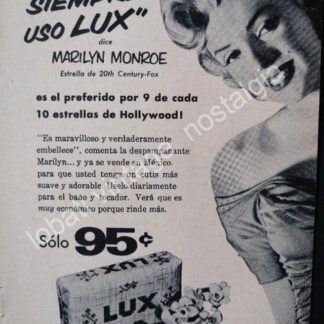 SIEMPRE
USO LUX"
dice
MARILYN MONROE
Estrella de 20th Century-Fox
es el preferido por 9 de cada
10 estrellas de Hollywood!
"Es maravilloso y verdaderamente
embellece", comenta la despampanante
Marilyn... y ya se vende en México
para que usted tenga un cutis más
suave y adorable. Uselo diariamente
para el baño y tocador. Verá que es
muy económico porque rinde más.
Sólo 95¢
LUX
LUX